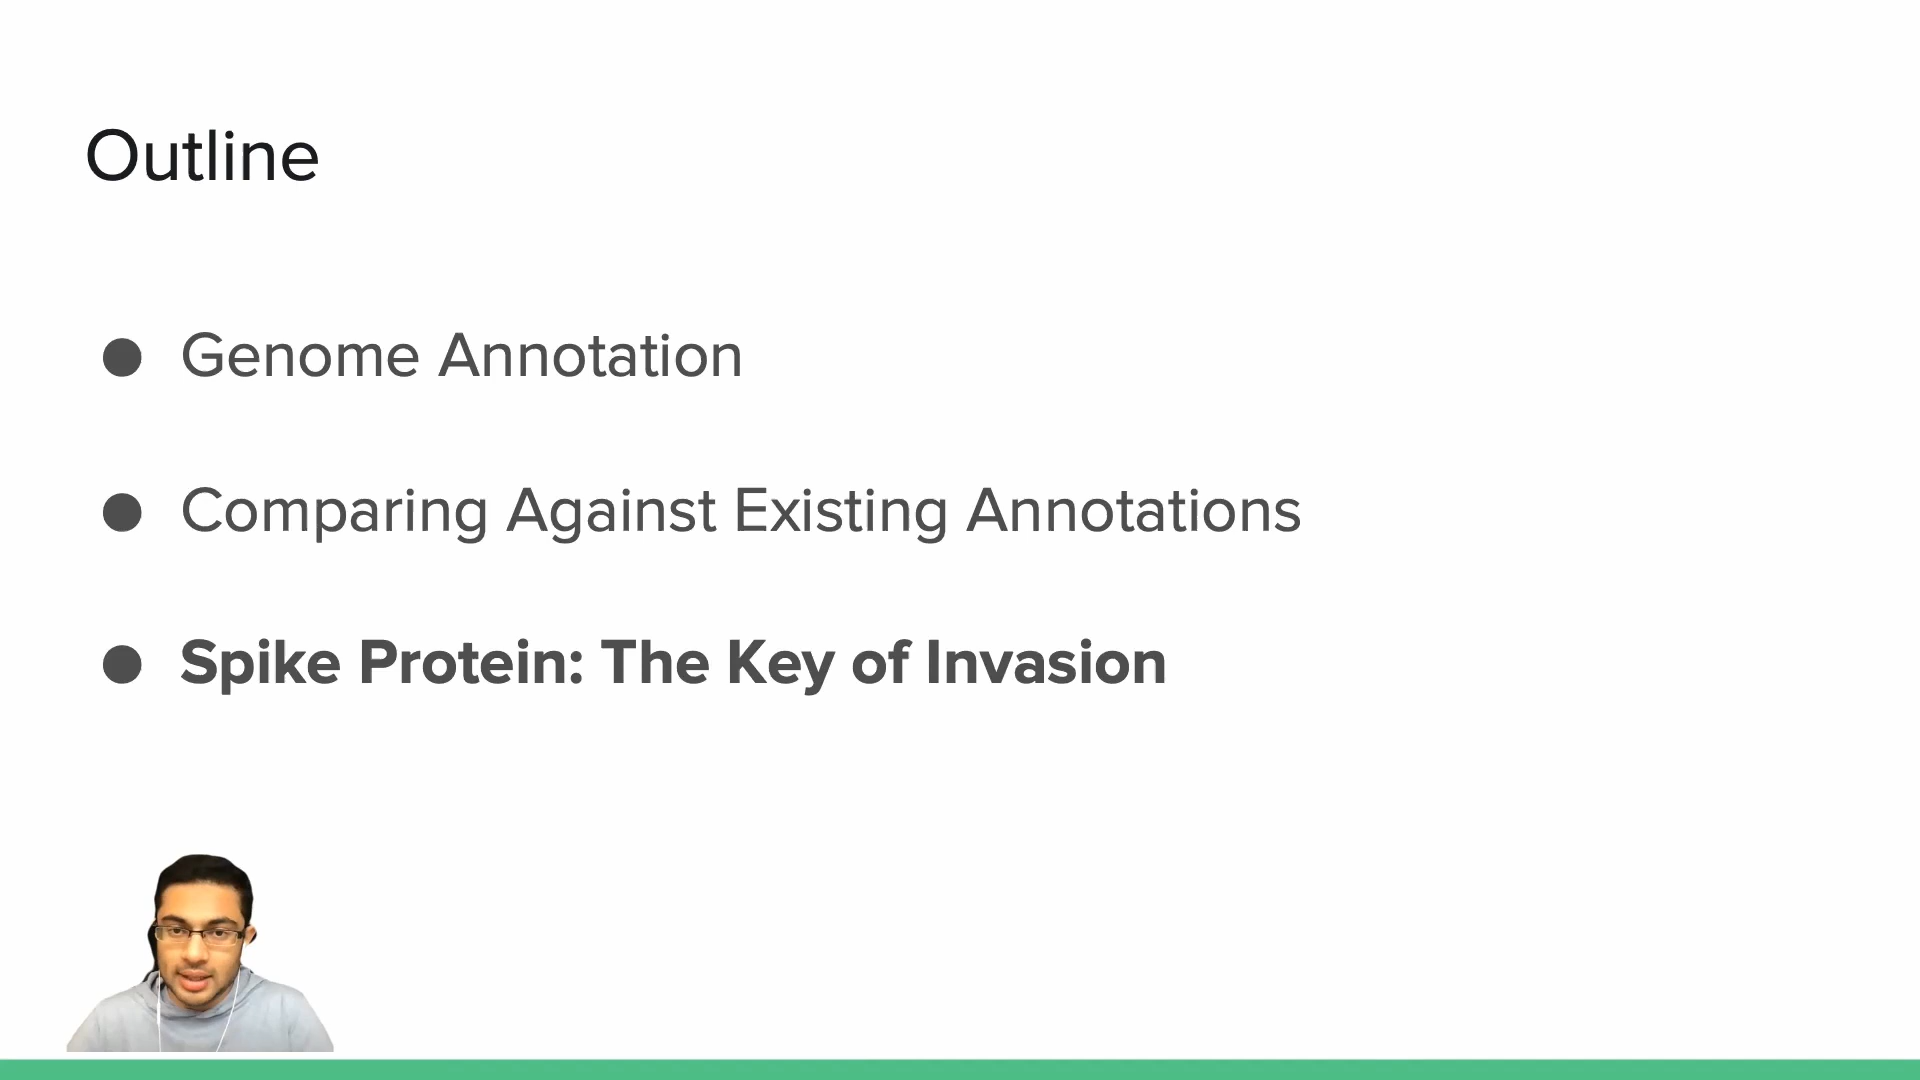 Outline
● Genome Annotation
● Comparing Against Existing Annotations
● Spike Protein: The Key of Invasion